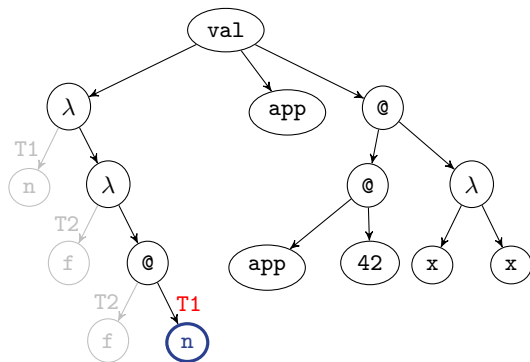 val
λ app @
T1
n λ @ λ
T2
f @ app 42 x x
T2 T1
f n